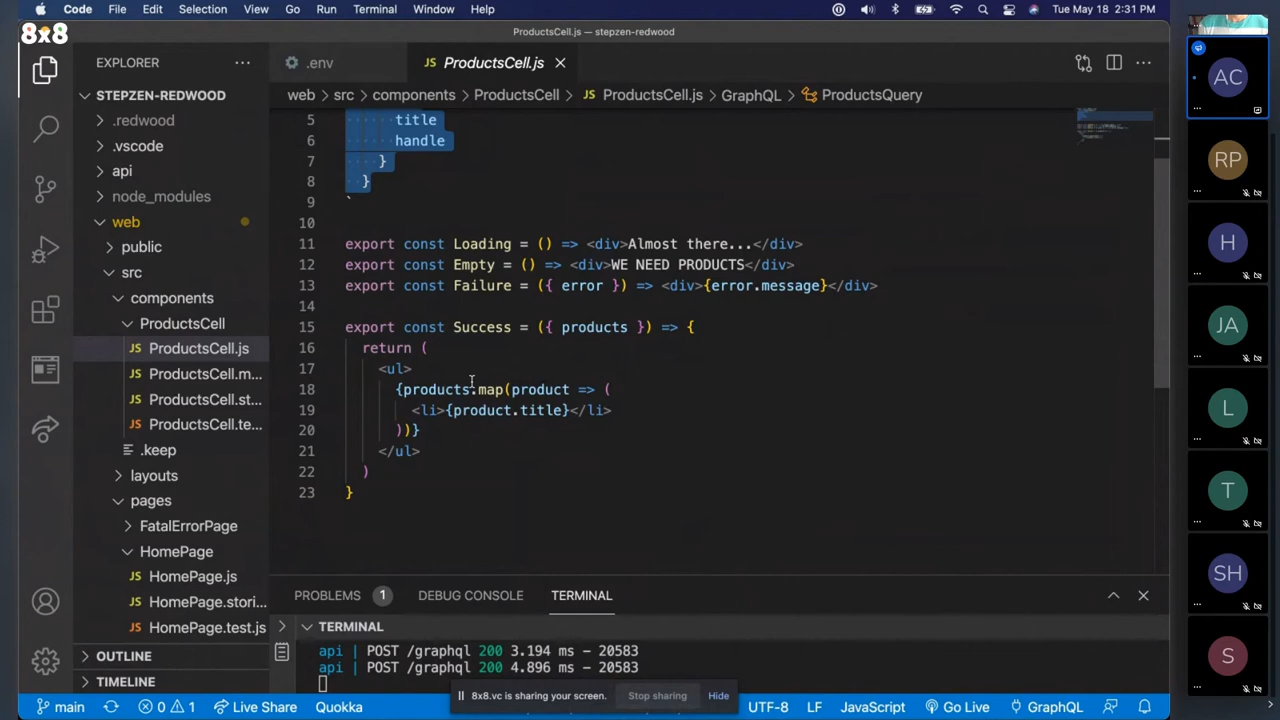 Code File Edit Selection View Go Run Terminal Window Help Tue May 18 2:31 PM
8x8
ProductsCell.js — stepzen-redwood
EXPLORER
.env
JS ProductsCell.js
web > src > components > ProductsCell > JS ProductsCell.js > GraphQL > ProductsQuery
STEPZEN-REDWOOD
.redwood
.vscode
api
node_modules
web
public
src
components
ProductsCell
JS ProductsCell.js
JS ProductsCell.m...
JS ProductsCell.st...
JS ProductsCell.te...
.keep
layouts
pages
FatalErrorPage
HomePage
JS HomePage.js
JS HomePage.stori...
JS HomePage.test.js
OUTLINE
TIMELINE
5 title
6 handle
7 }
8 }
9 `
10
11 export const Loading = () => <div>Almost there...</div>
12 export const Empty = () => <div>WE NEED PRODUCTS</div>
13 export const Failure = ({ error }) => <div>{error.message}</div>
14
15 export const Success = ({ products }) => {
16 return (
17 <ul>
18 {products.map(product => (
19 <li>{product.title}</li>
20 ))}
21 </ul>
22 )
23 }
PROBLEMS 1 DEBUG CONSOLE TERMINAL
TERMINAL
api | POST /graphql 200 3.194 ms - 20583
api | POST /graphql 200 4.896 ms - 20583
8x8.vc is sharing your screen. Stop sharing Hide
main 0 1 Live Share Quokka UTF-8 LF JavaScript Go Live GraphQL
AC
RP
H
JA
L
T
SH
S